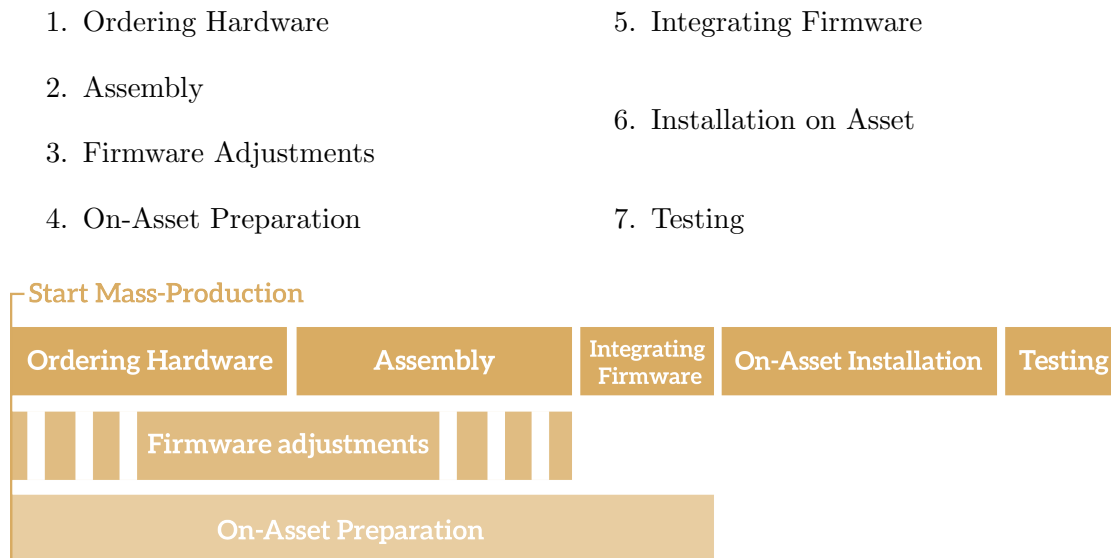 1. Ordering Hardware
2. Assembly
3. Firmware Adjustments
4. On-Asset Preparation
5. Integrating Firmware
6. Installation on Asset
7. Testing
Start Mass-Production
Ordering Hardware
Assembly
Integrating
Firmware
On-Asset Installation
Testing
Firmware adjustments
On-Asset Preparation